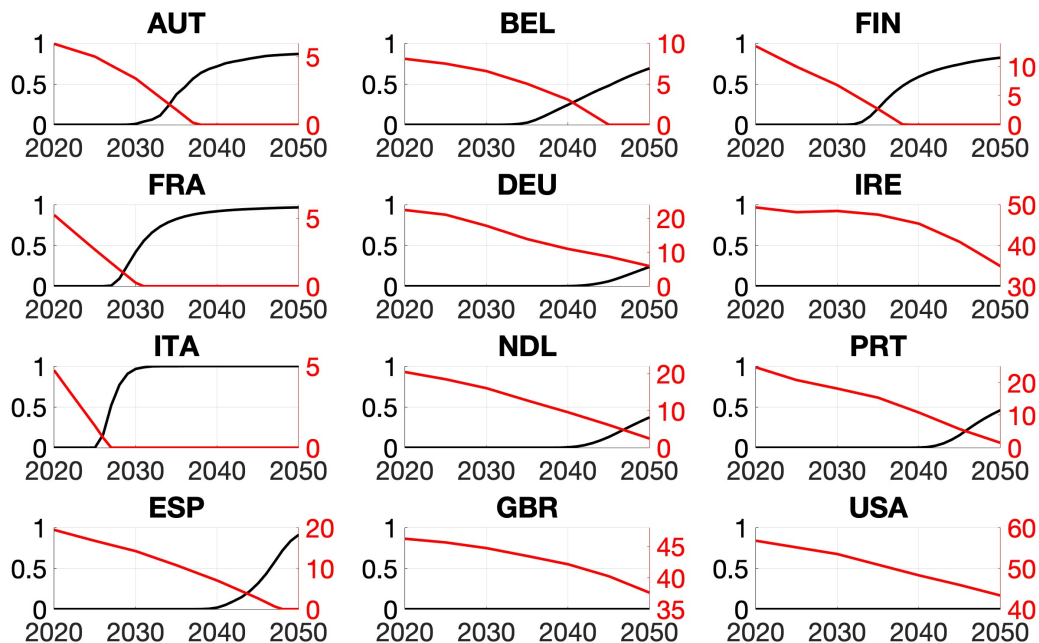 AUT BEL FIN
1 5 1 10 1 10
0.5 0.5 5 0.5 5
0 0 0 0 0 0
2020 2030 2040 2050 2020 2030 2040 2050 2020 2030 2040 2050
FRA DEU IRE
1 5 1 20 1 50
0.5 0.5 10 0.5 40
0 0 0 0 0 30
2020 2030 2040 2050 2020 2030 2040 2050 2020 2030 2040 2050
ITA NDL PRT
1 5 1 20 1 20
0.5 0.5 10 0.5 10
0 0 0 0 0 0
2020 2030 2040 2050 2020 2030 2040 2050 2020 2030 2040 2050
ESP GBR USA
1 20 1 45 1 60
0.5 10 0.5 40 0.5 50
0 0 0 35 0 40
2020 2030 2040 2050 2020 2030 2040 2050 2020 2030 2040 2050